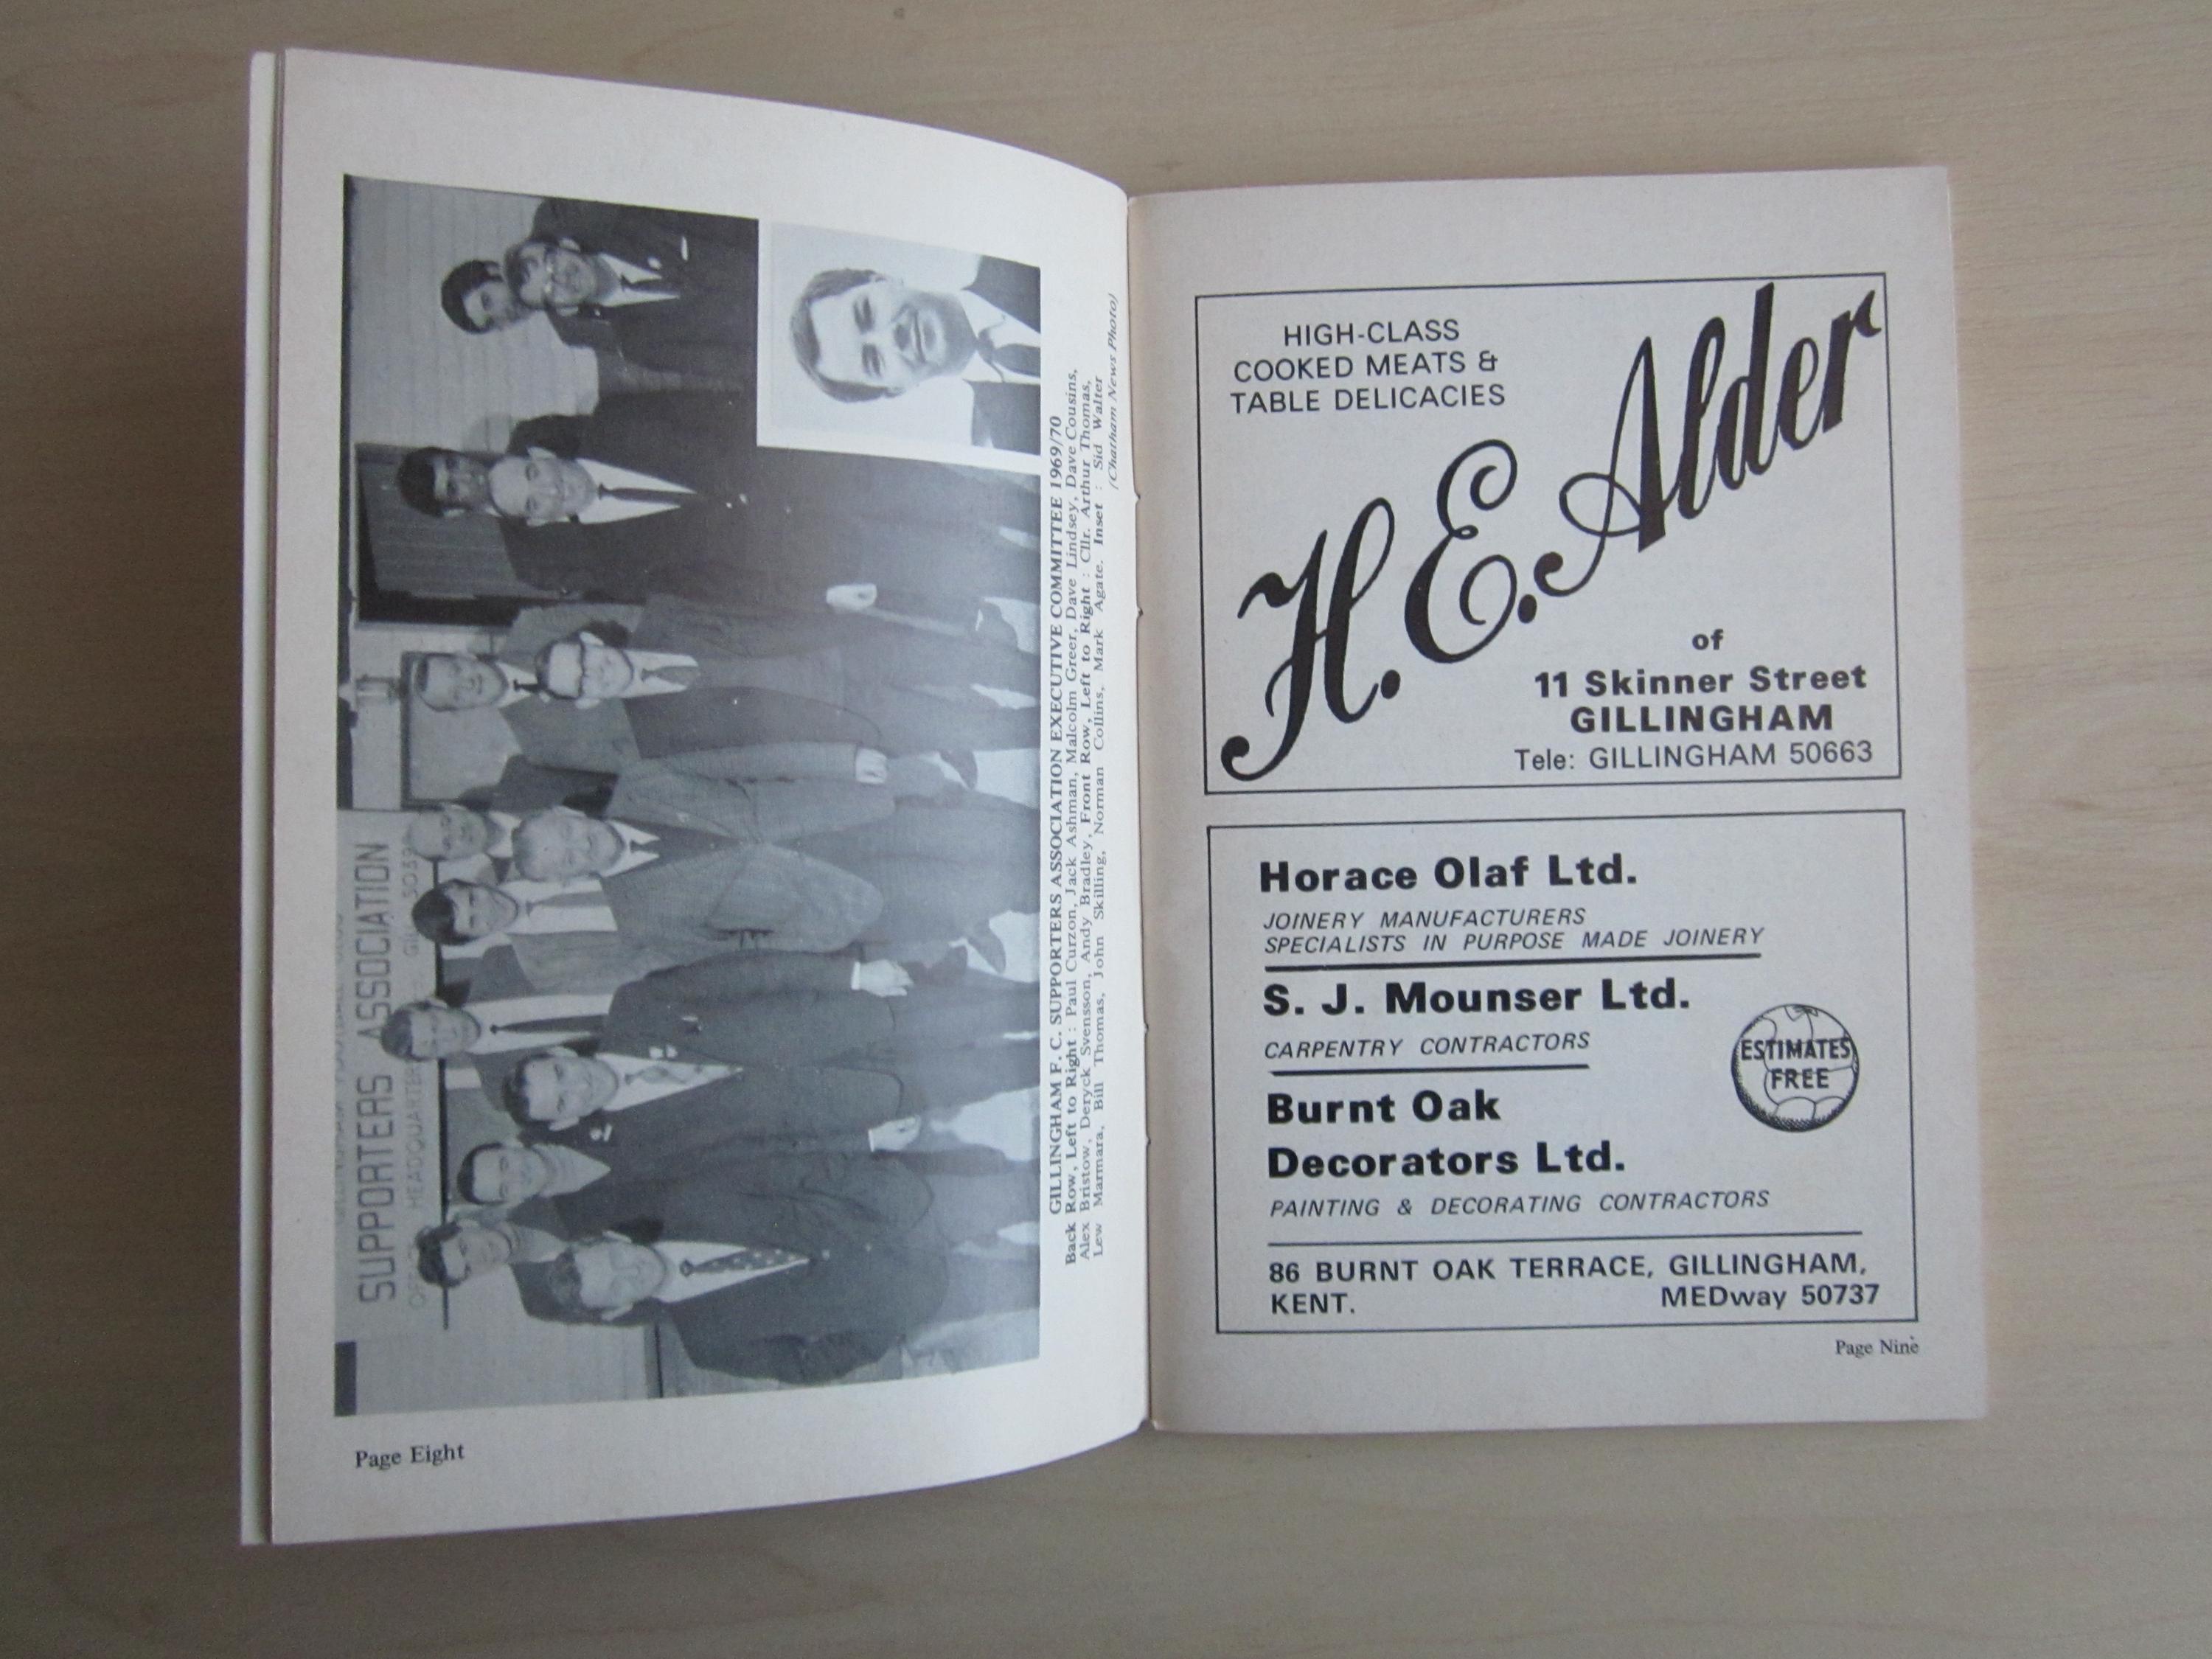 SUPPORTERS ASSOCIATION
HEADQUARTERS
GILLINGHAM F. C. SUPPORTERS ASSOCIATION EXECUTIVE COMMITTEE 1969/70
Back Row, Left to Right : Paul Curzon, Jack Ashman, Malcolm Greer, Dave Lindsey, Dave Cousins,
Alex Bristow, Deryck Svensson, Andy Bradley, Front Row, Left to Right : Cllr. Arthur Thomas,
Lew Marmara, Bill Thomas, John Skilling, Norman Collins, Mark Agate. Inset : Sid Walter
(Chatham News Photo)
Page Eight
HIGH-CLASS
COOKED MEATS &
TABLE DELICACIES
H.E. Alder
of
11 Skinner Street
GILLINGHAM
Tele: GILLINGHAM 50663
Horace Olaf Ltd.
JOINERY MANUFACTURERS
SPECIALISTS IN PURPOSE MADE JOINERY
S. J. Mounser Ltd.
CARPENTRY CONTRACTORS
ESTIMATES
FREE
Burnt Oak
Decorators Ltd.
PAINTING & DECORATING CONTRACTORS
86 BURNT OAK TERRACE, GILLINGHAM,
KENT. MEDway 50737
Page Nine